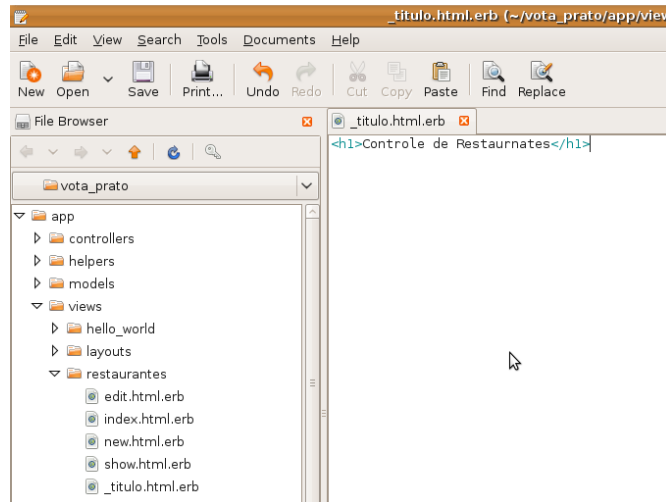 _titulo.html.erb (~/vota_prato/app/view
File Edit View Search Tools Documents Help
New Open Save Print... Undo Redo Cut Copy Paste Find Replace
File Browser
_titulo.html.erb
<h1>Controle de Restaurnates</h1>
vota_prato
app
controllers
helpers
models
views
hello_world
layouts
restaurantes
edit.html.erb
index.html.erb
new.html.erb
show.html.erb
_titulo.html.erb